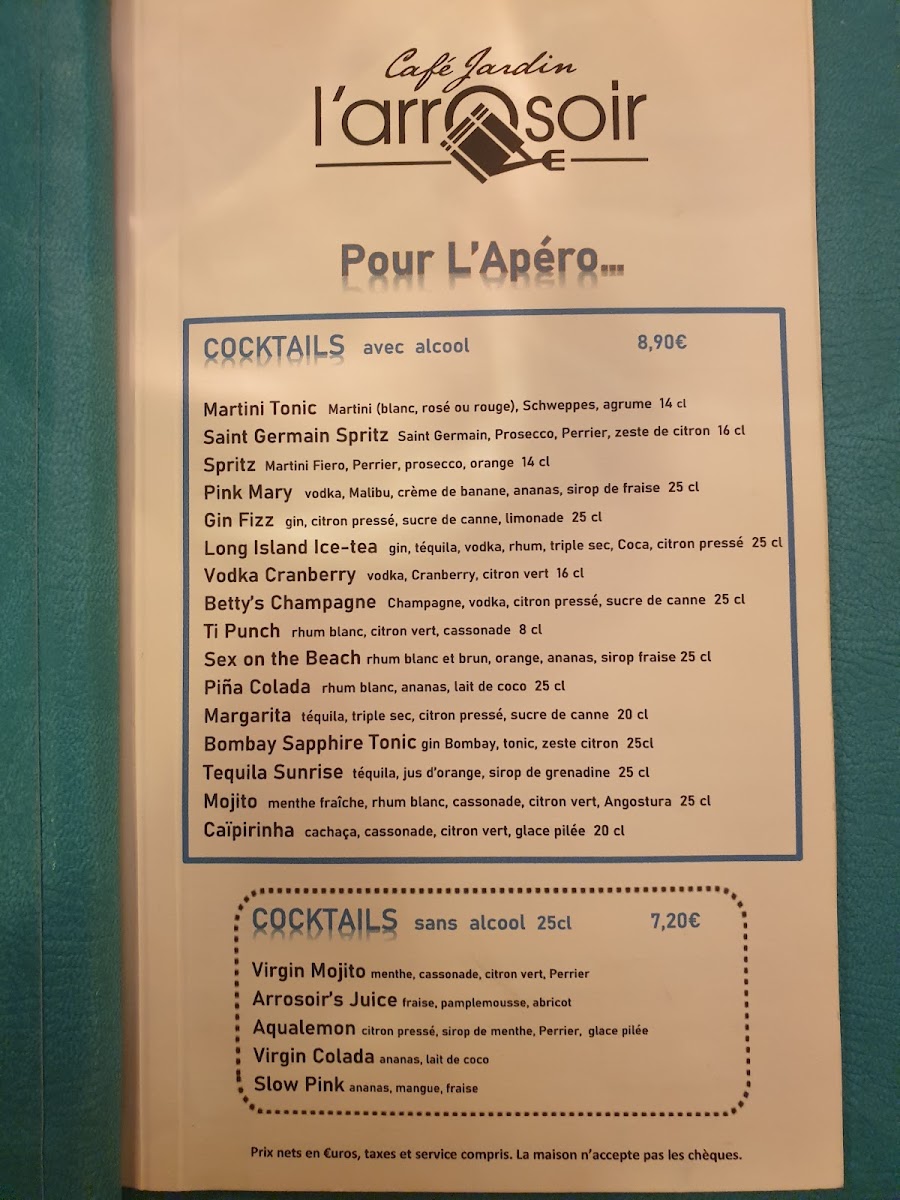 Café Jardin
l'arrosoir
Pour L'Apéro...
COCKTAILS avec alcool 8,90€
Martini Tonic Martini (blanc, rosé ou rouge), Schweppes, agrume 14 cl
Saint Germain Spritz Saint Germain, Prosecco, Perrier, zeste de citron 16 cl
Spritz Martini Fiero, Perrier, prosecco, orange 14 cl
Pink Mary vodka, Malibu, crème de banane, ananas, sirop de fraise 25 cl
Gin Fizz gin, citron pressé, sucre de canne, limonade 25 cl
Long Island Ice-tea gin, téquila, vodka, rhum, triple sec, Coca, citron pressé 25 cl
Vodka Cranberry vodka, Cranberry, citron vert 16 cl
Betty's Champagne Champagne, vodka, citron pressé, sucre de canne 25 cl
Ti Punch rhum blanc, citron vert, cassonade 8 cl
Sex on the Beach rhum blanc et brun, orange, ananas, sirop fraise 25 cl
Piña Colada rhum blanc, ananas, lait de coco 25 cl
Margarita téquila, triple sec, citron pressé, sucre de canne 20 cl
Bombay Sapphire Tonic gin Bombay, tonic, zeste citron 25cl
Tequila Sunrise téquila, jus d'orange, sirop de grenadine 25 cl
Mojito menthe fraîche, rhum blanc, cassonade, citron vert, Angostura 25 cl
Caïpirinha cachaça, cassonade, citron vert, glace pilée 20 cl
COCKTAILS sans alcool 25cl 7,20€
Virgin Mojito menthe, cassonade, citron vert, Perrier
Arrosoir's Juice fraise, pamplemousse, abricot
Aqualemon citron pressé, sirop de menthe, Perrier, glace pilée
Virgin Colada ananas, lait de coco
Slow Pink ananas, mangue, fraise
Prix nets en €uros, taxes et service compris. La maison n'accepte pas les chèques.